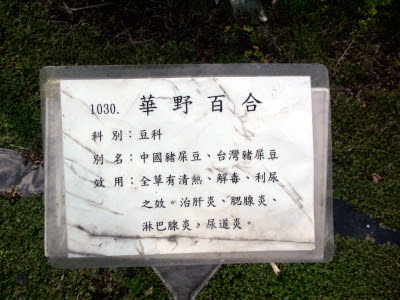 1030. 華野百合
科別：豆科
別名：中國豬屎豆、台灣豬屎豆
效用：全草有清熱、解毒、利尿
之效。治肝炎、腮腺炎、
淋巴腺炎，尿道炎。